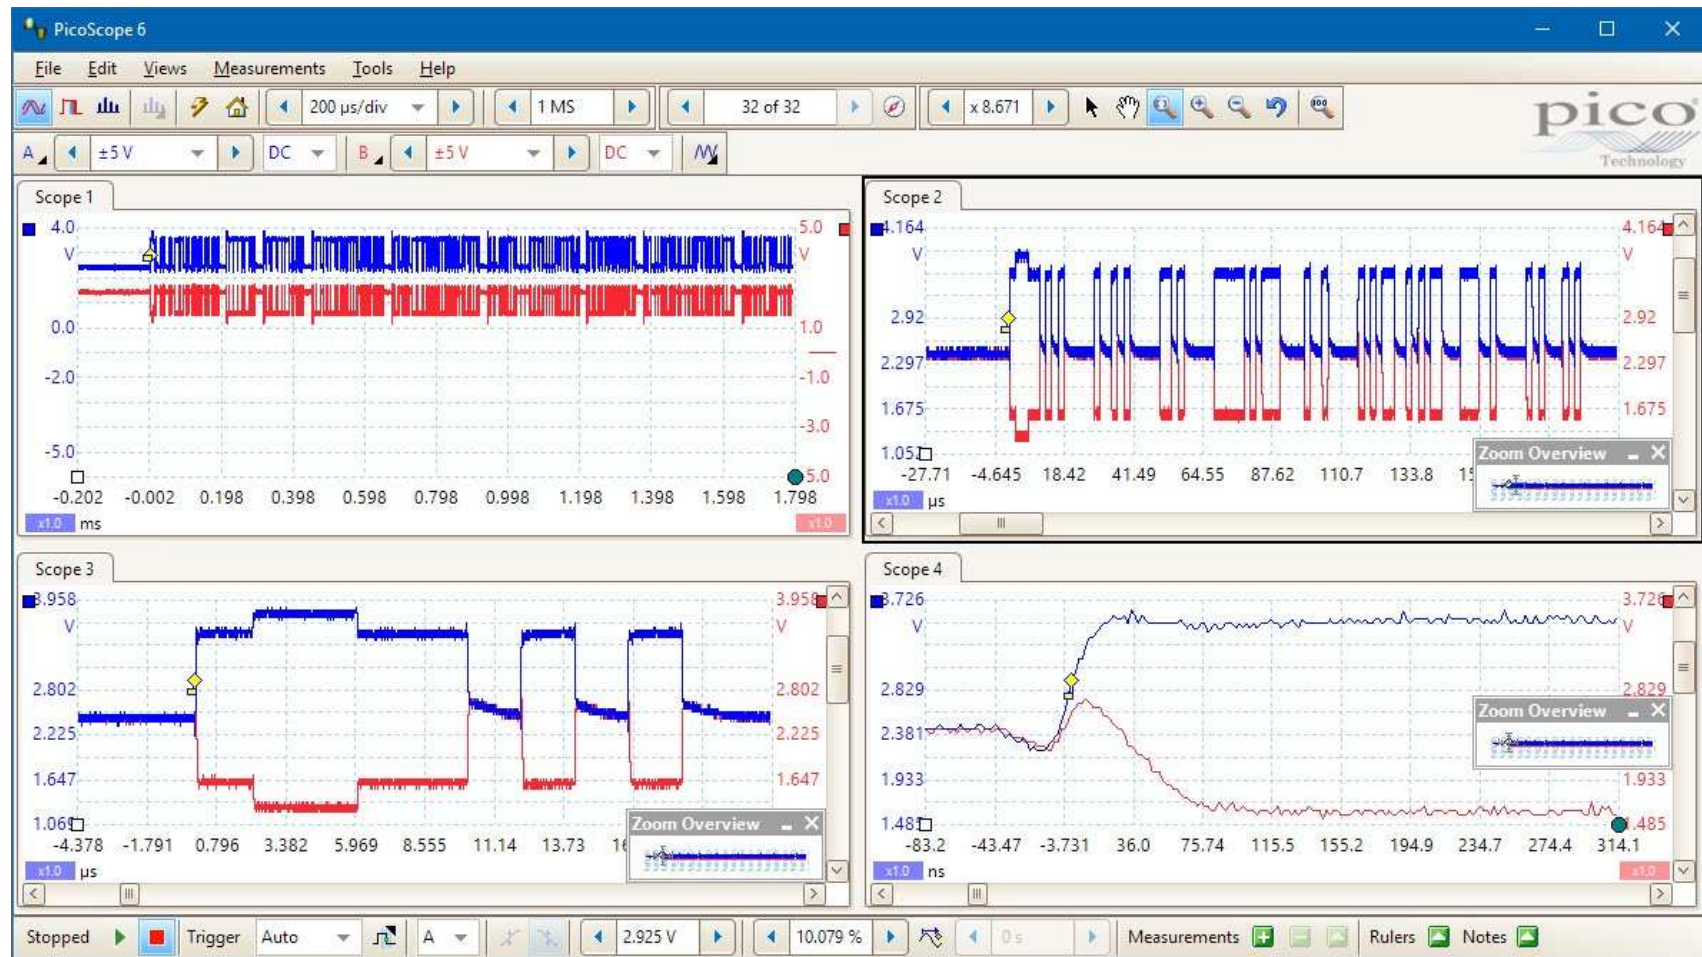 PicoScope 6
File Edit Views Measurements Tools Help
200 µs/div 1 MS 32 of 32 x 8.671
pico
Technology
A ±5 V DC B ±5 V DC
Scope 1
4.0 5.0
V V
0.0 1.0
-2.0 -1.0
-3.0
-5.0
5.0
-0.202 -0.002 0.198 0.398 0.598 0.798 0.998 1.198 1.398 1.598 1.798
x1.0 ms x1.0
Scope 2
4.164 4.164
V V
2.92 2.92
2.297 2.297
1.675 1.675
1.052
Zoom Overview
-27.71 -4.645 18.42 41.49 64.55 87.62 110.7 133.8
x1.0 µs
Scope 3
3.958 3.958
V V
2.802 2.802
2.225 2.225
1.647 1.647
1.069
Zoom Overview
-4.378 -1.791 0.796 3.382 5.969 8.555 11.14 13.73
x1.0 µs
Scope 4
3.726 3.726
V V
2.829 2.829
Zoom Overview
2.381
1.933 1.933
1.485 1.485
-83.2 -43.47 -3.731 36.0 75.74 115.5 155.2 194.9 234.7 274.4 314.1
x1.0 ns x1.0
Stopped Trigger Auto A 2.925 V 10.079 % 0 s Measurements Rulers Notes